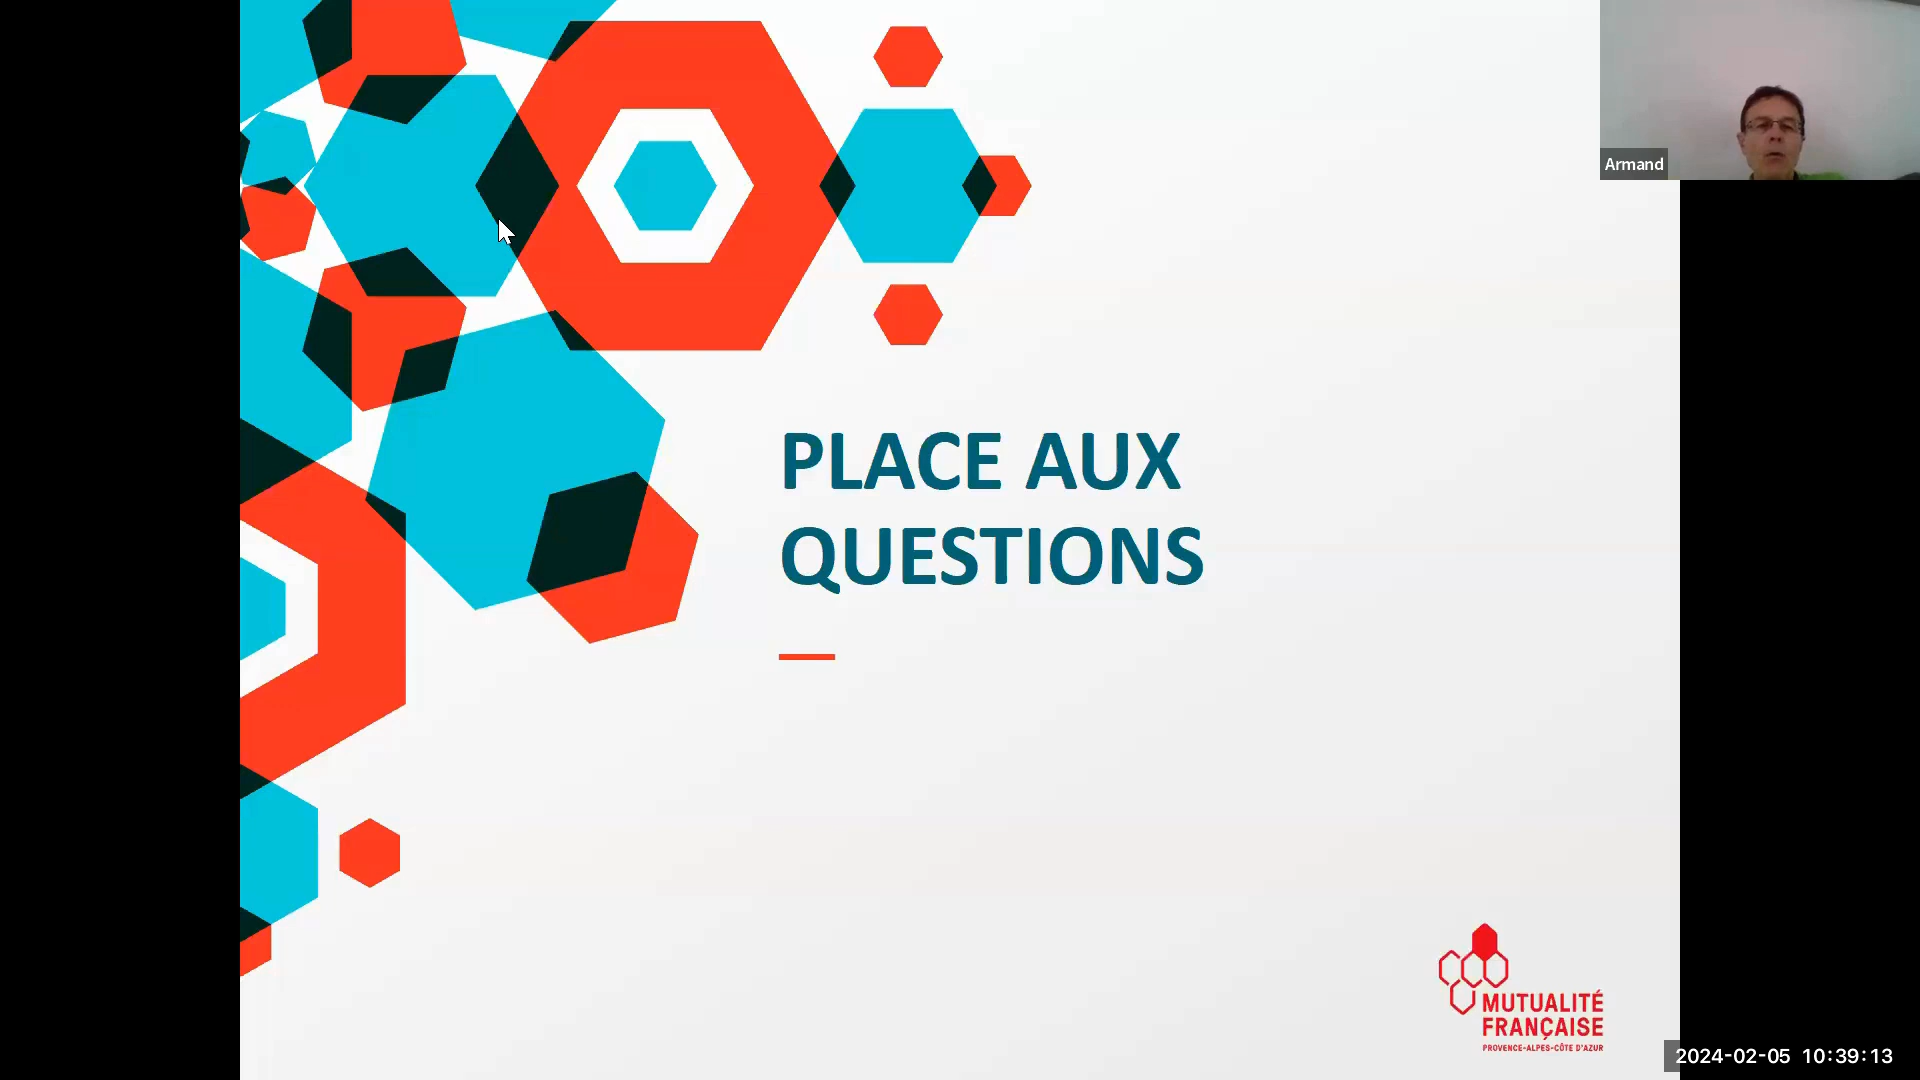 Armand
PLACE AUX
QUESTIONS
MUTUALITÉ
FRANÇAISE
PROVENCE-ALPES-CÔTE D'AZUR
2024-02-05 10:39:13